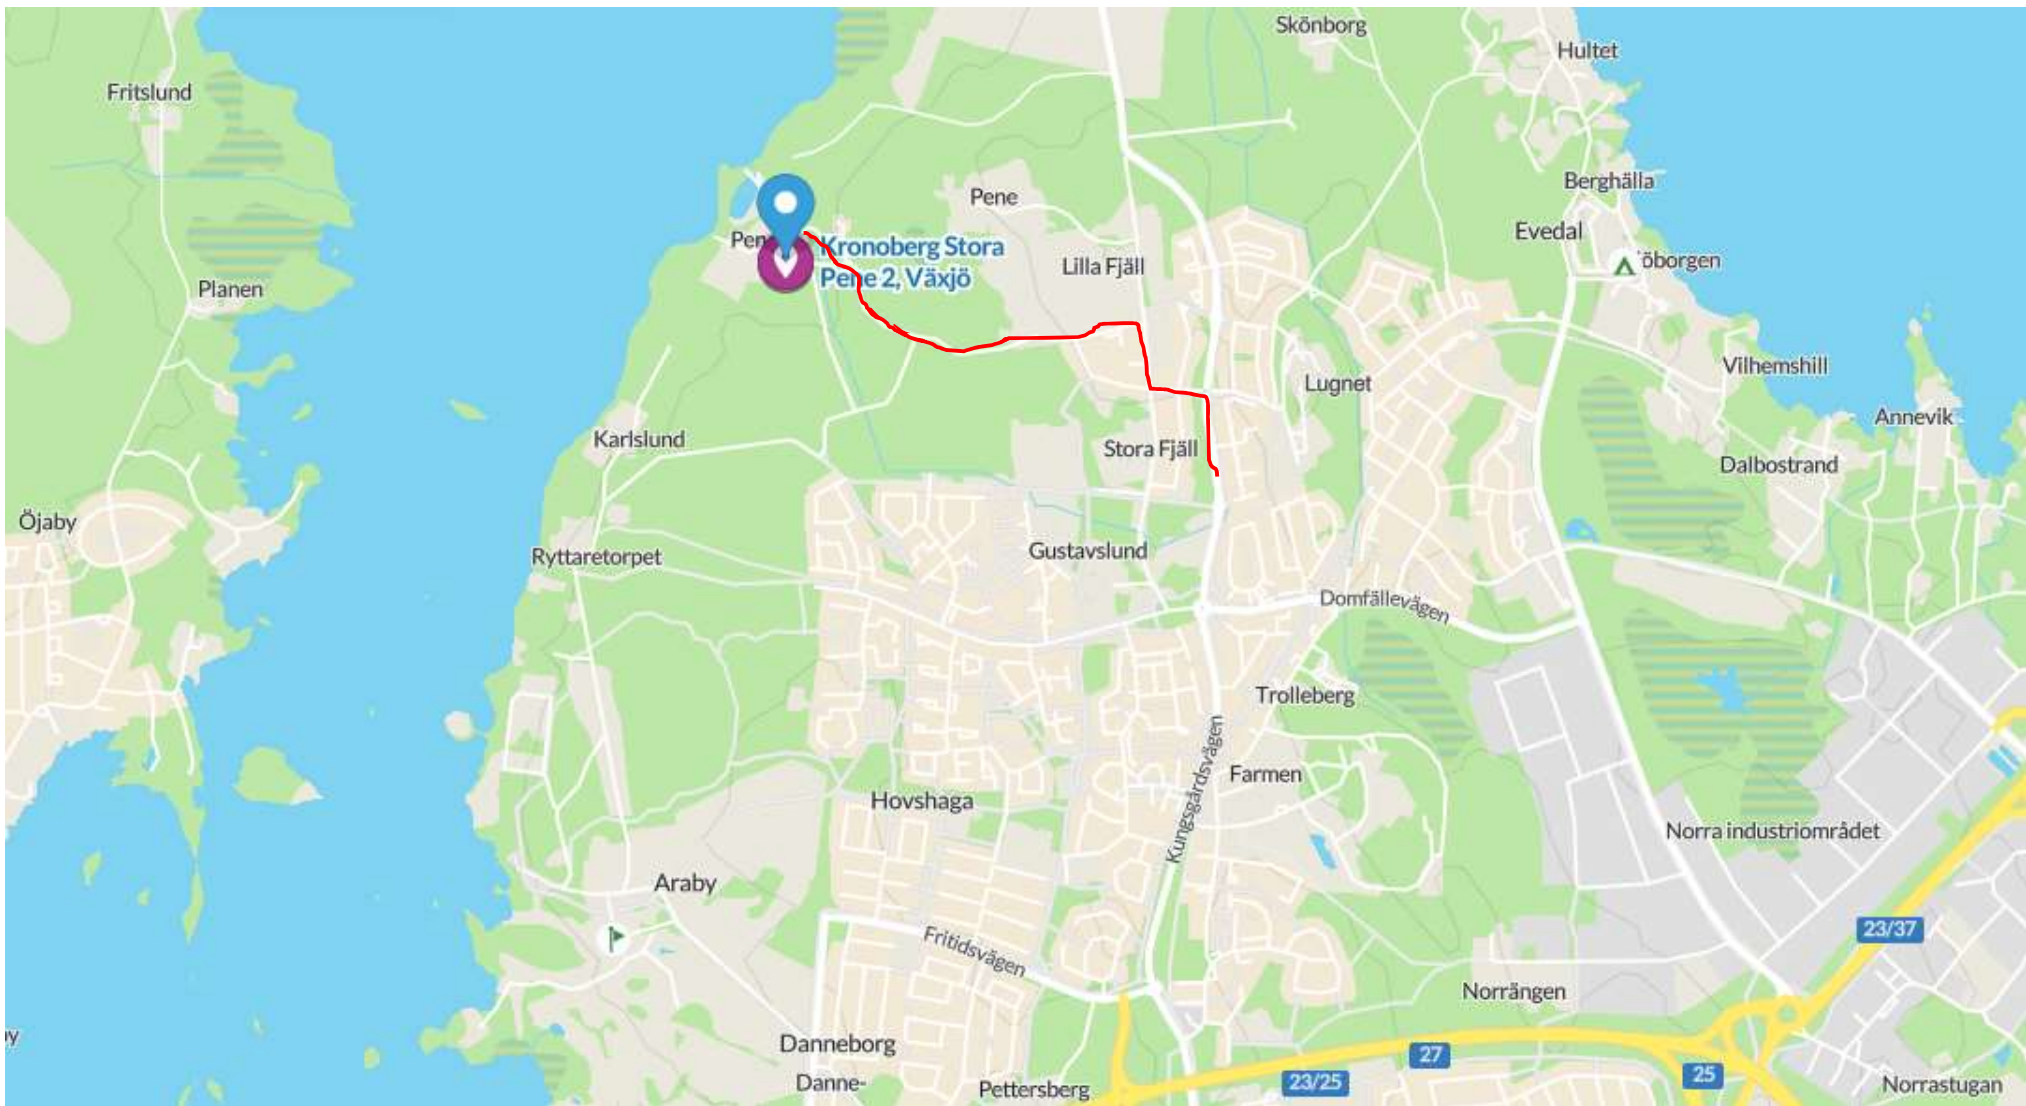 Skönborg
Hultet
Fritslund
Berghälla
Pene
Evedal
Pen
Kronoberg Stora
Pene 2, Växjö
Lilla Fjäll
öborgen
Planen
Vilhemshill
Lugnet
Annevik
Karlslund
Stora Fjäll
Dalbostrand
Öjaby
Gustavslund
Ryttaretorpet
Domfällevägen
Trolleberg
Kungsgårdsvägen
Farmen
Hovshaga
Norra industriområdet
Araby
23/37
Fritidsvägen
Norrängen
y
Danneborg
27
25
Danne-
23/25
Pettersberg
Norrastugan